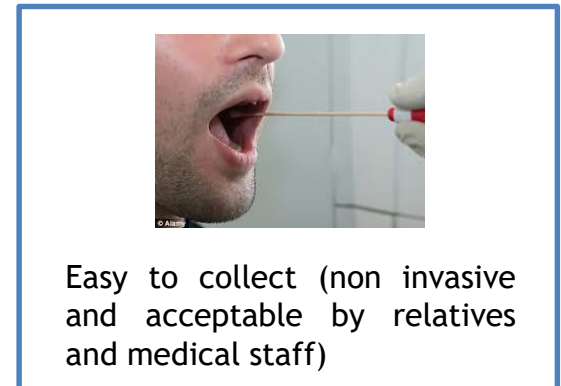 © Alamy
Easy to collect (non invasive
and acceptable by relatives
and medical staff)